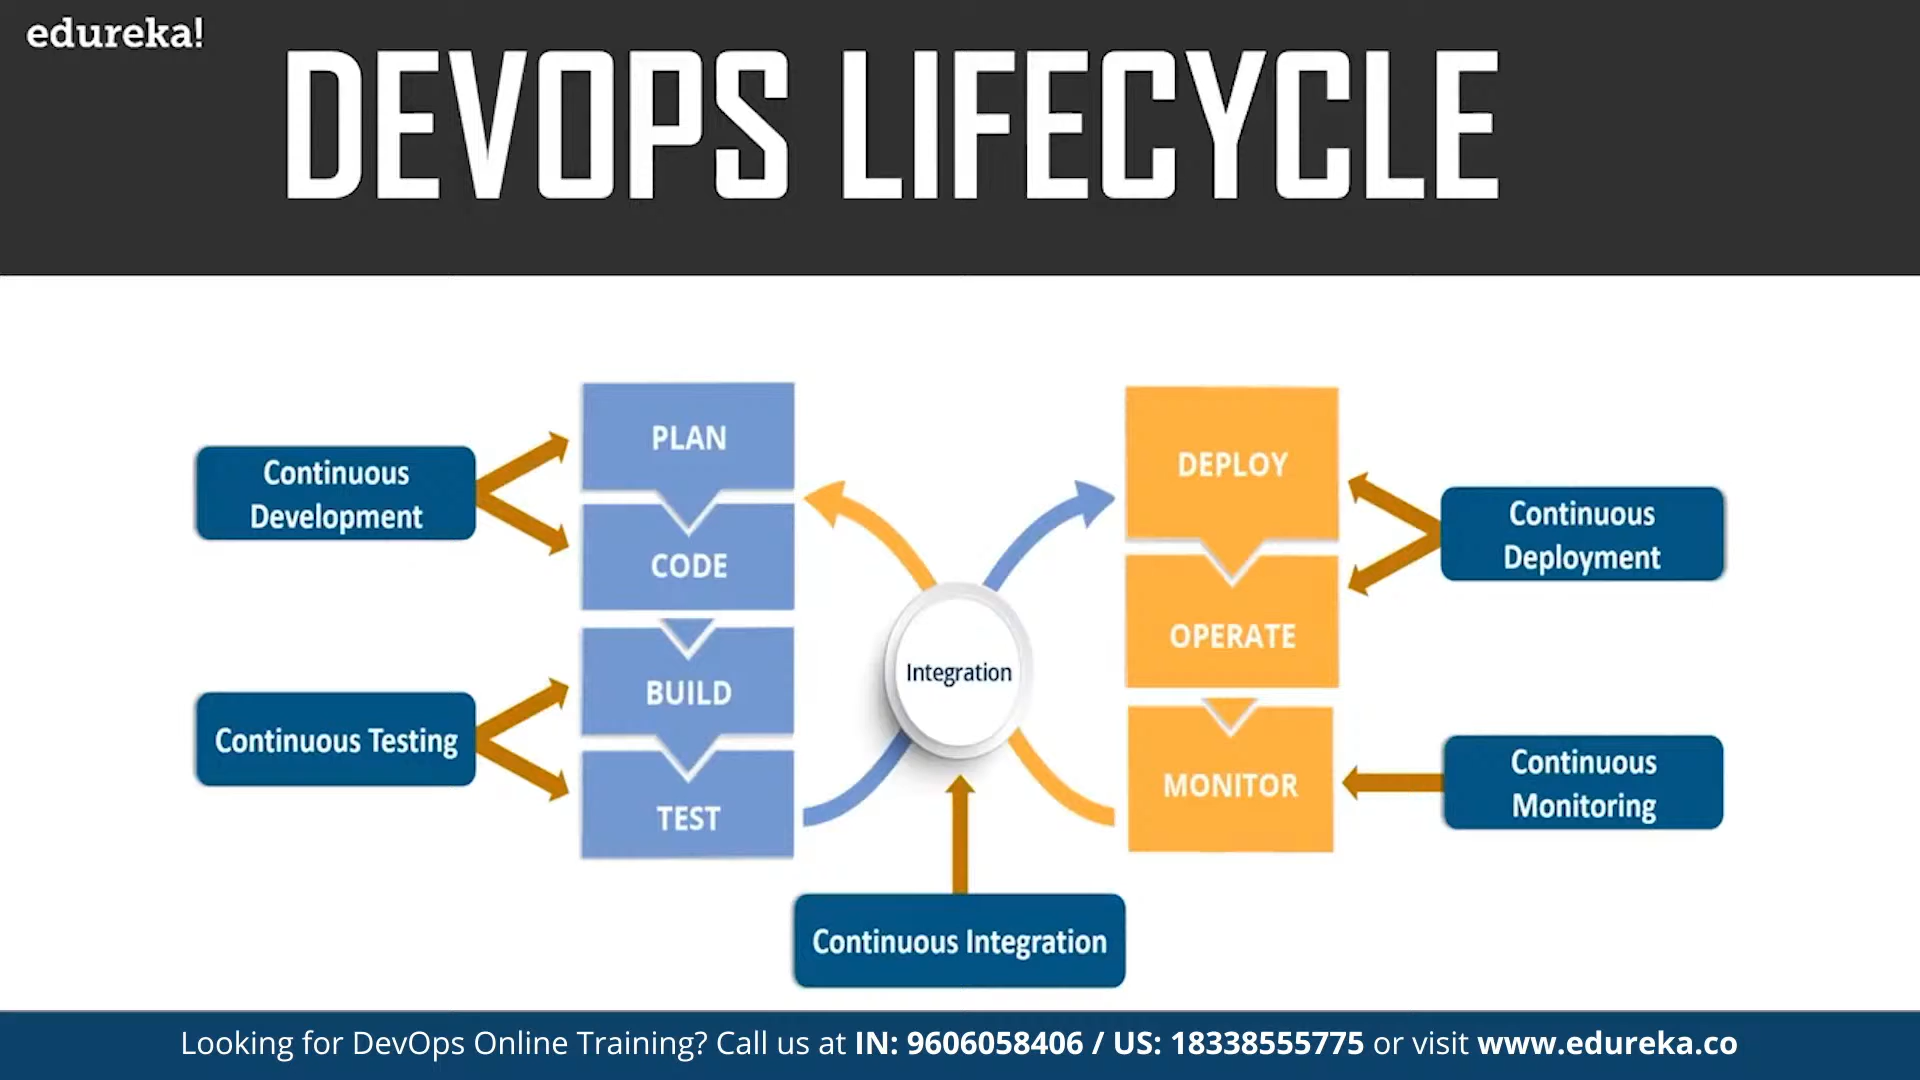 edureka!
DEVOPS LIFECYCLE
Continuous
Development
Continuous Testing
PLAN
CODE
BUILD
TEST
Integration
Continuous Integration
DEPLOY
OPERATE
MONITOR
Continuous
Deployment
Continuous
Monitoring
Looking for DevOps Online Training? Call us at IN: 9606058406 / US: 18338555775 or visit www.edureka.co